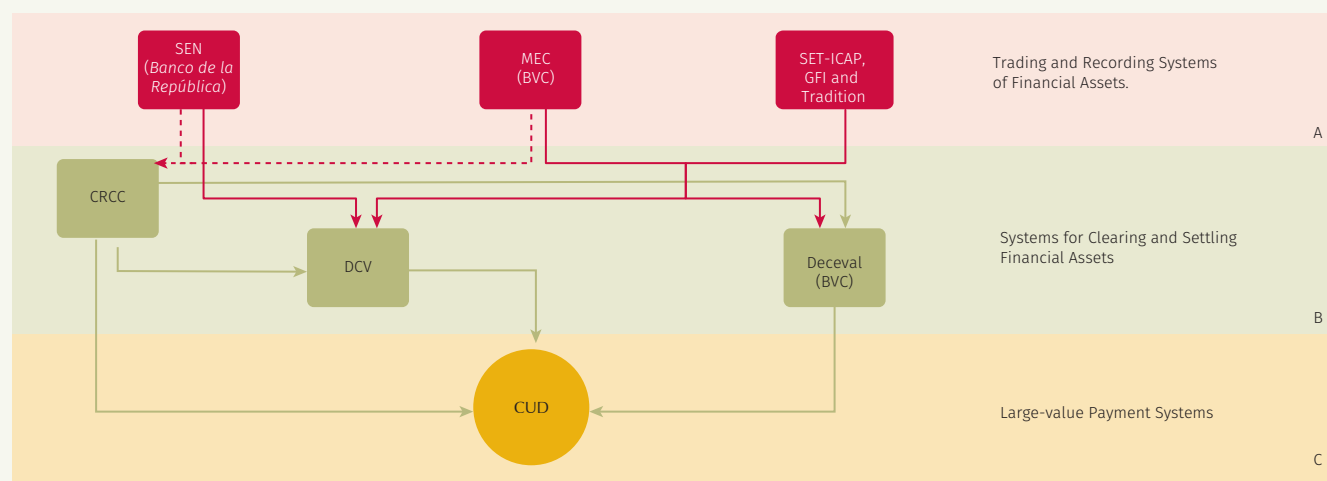 SEN
(Banco de la
República)
MEC
(BVC)
SET-ICAP,
GFI and
Tradition
Trading and Recording Systems
of Financial Assets.
A
CRCC
DCV
Deceval
(BVC)
Systems for Clearing and Settling
Financial Assets
B
CUD
Large-value Payment Systems
C